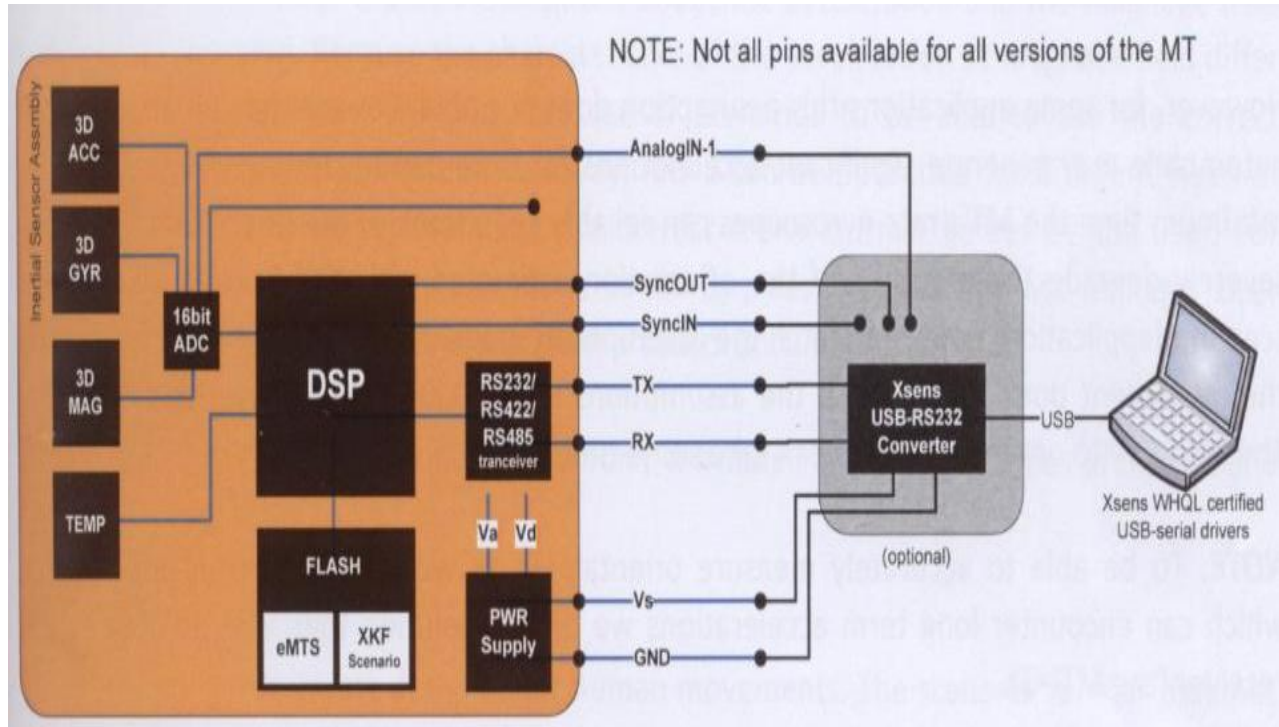 NOTE: Not all pins available for all versions of the MT
Inertial Sensor Assmbly
3D
ACC
3D
GYR
16bit
ADC
3D
MAG
TEMP
DSP
RS232/
RS422/
RS485
tranceiver
Va
Vd
FLASH
eMTS
XKF
Scenario
PWR
Supply
AnalogIN-1
SyncOUT
SyncIN
TX
RX
Vs
GND
Xsens
USB-RS232
Converter
(optional)
USB
Xsens WHQL certified
USB-serial drivers